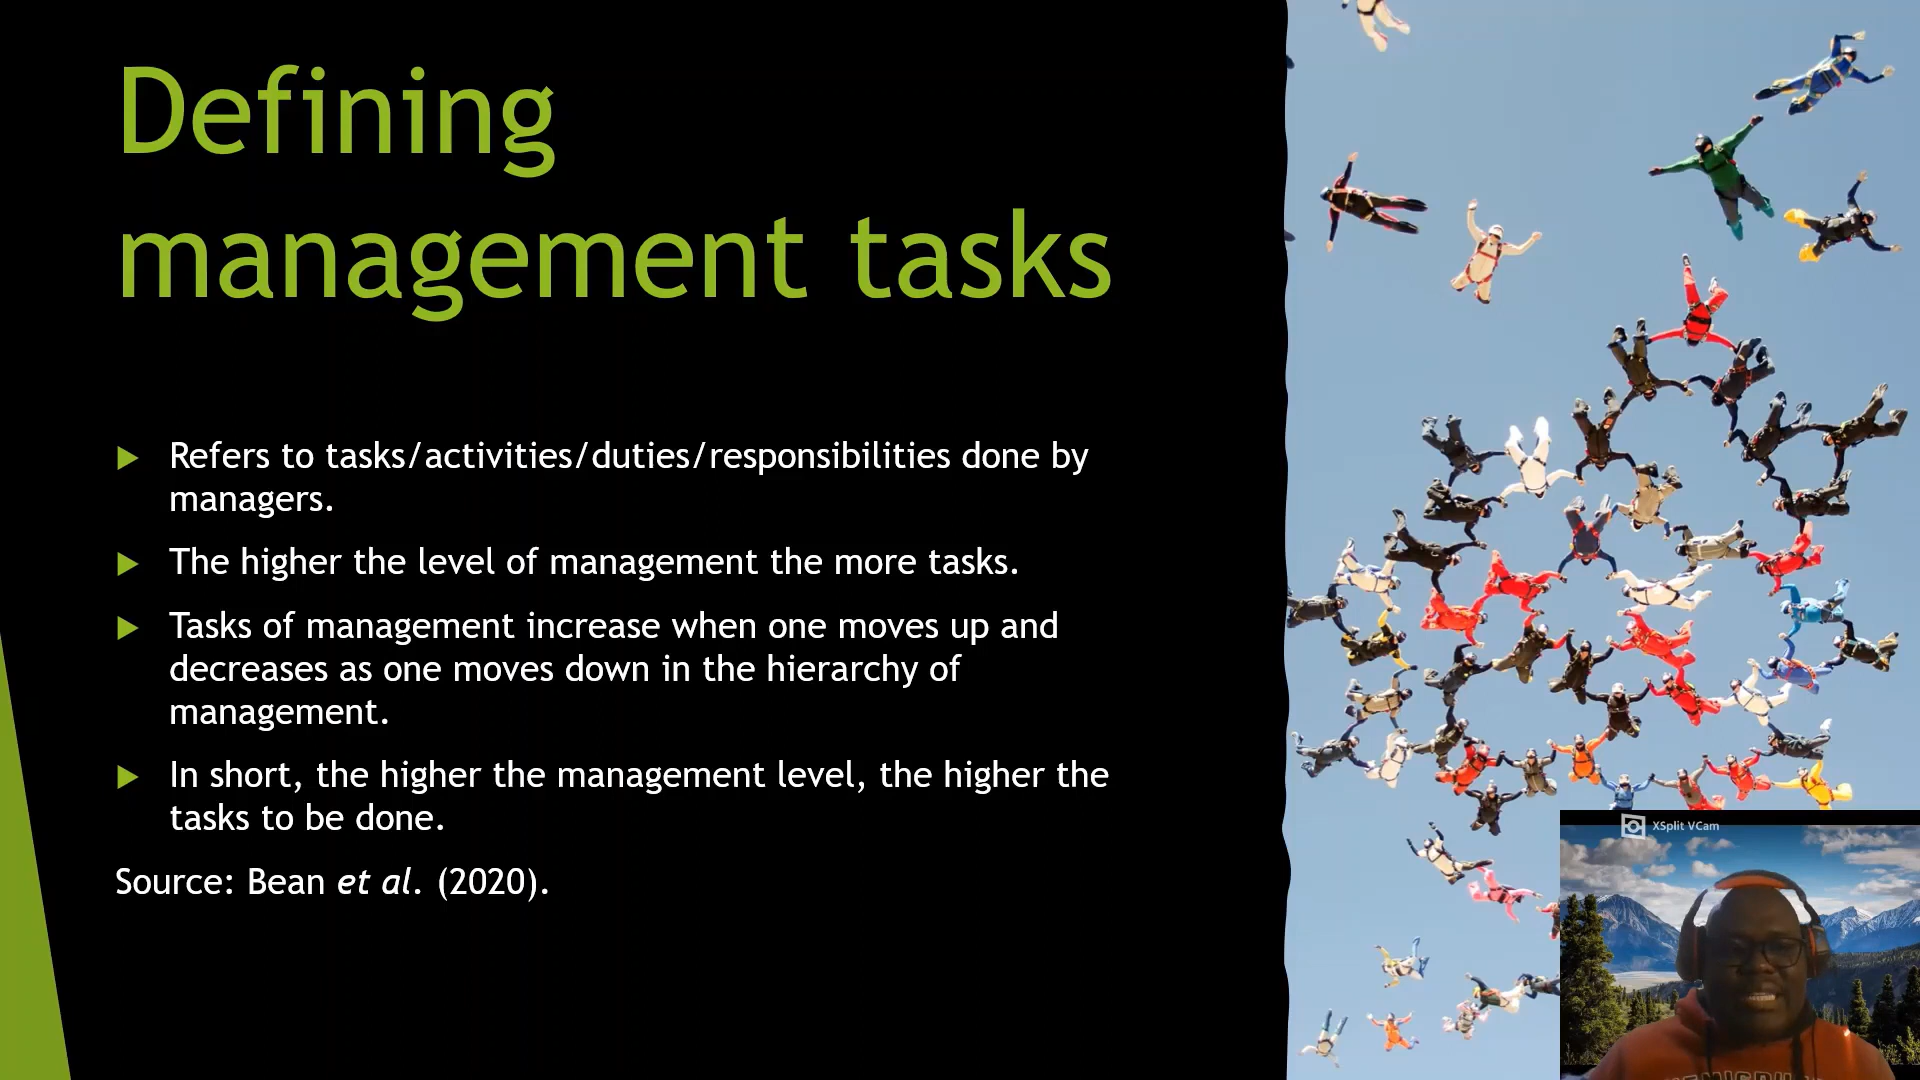 Defining
management tasks
▶ Refers to tasks/activities/duties/responsibilities done by
managers.
▶ The higher the level of management the more tasks.
▶ Tasks of management increase when one moves up and
decreases as one moves down in the hierarchy of
management.
▶ In short, the higher the management level, the higher the
tasks to be done.
Source: Bean et al. (2020).
XSplit VCam